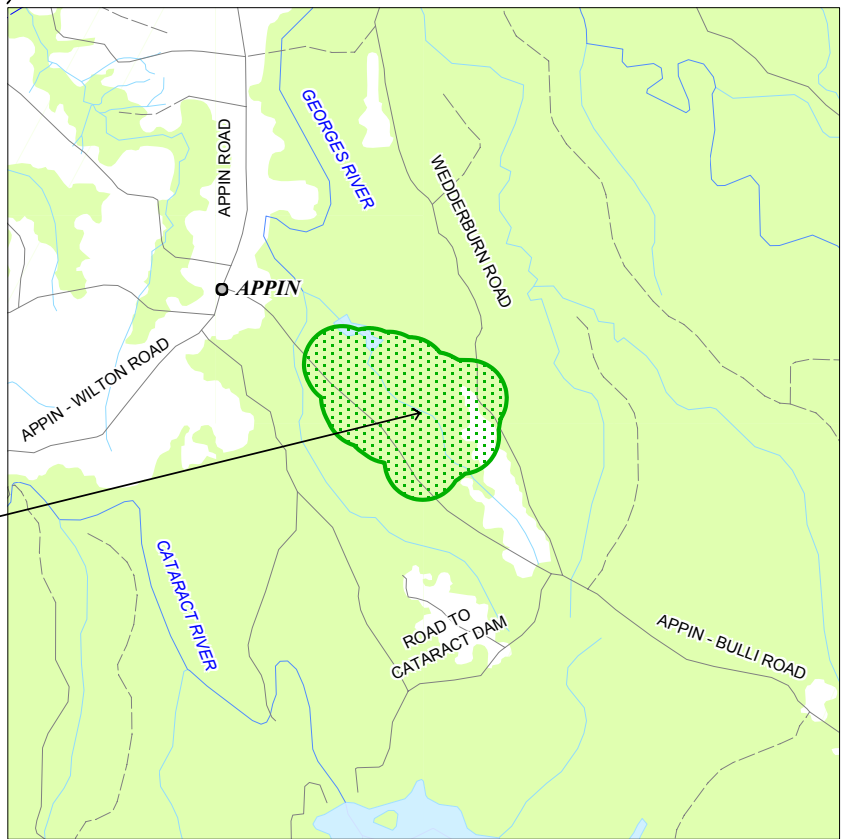 GEORGES RIVER
APPIN ROAD
WEDDERBURN ROAD
APPIN
APPIN - WILTON ROAD
CATARACT RIVER
ROAD TO
CATARACT DAM
APPIN - BULLI ROAD